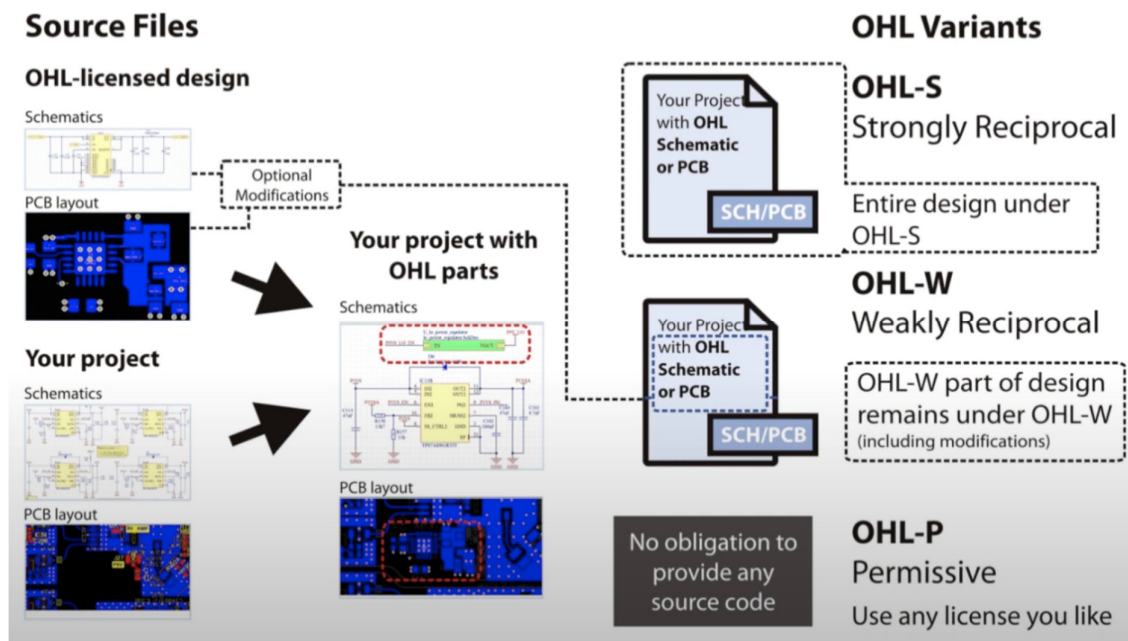 Source Files
OHL-licensed design
Schematics
PCB layout
Optional
Modifications
Your project
Schematics
PCB layout
Your project with
OHL parts
Schematics
PCB layout
OHL Variants
Your Project
with OHL
Schematic
or PCB
SCH/PCB
OHL-S
Strongly Reciprocal
Entire design under
OHL-S
Your Project
with OHL
Schematic
or PCB
SCH/PCB
OHL-W
Weakly Reciprocal
OHL-W part of design
remains under OHL-W
(including modifications)
No obligation to
provide any
source code
OHL-P
Permissive
Use any license you like